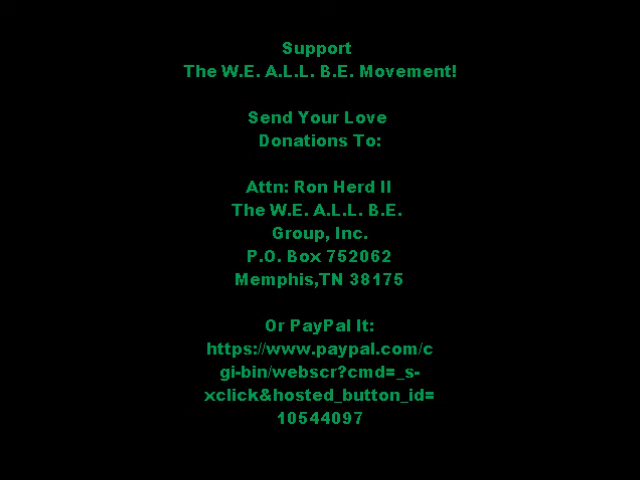 Support
The W.E. A.L.L. B.E. Movement!
Send Your Love
Donations To:
Attn: Ron Herd II
The W.E. A.L.L. B.E.
Group, Inc.
P.O. Box 752062
Memphis,TN 38175
Or PayPal It:
https://www.paypal.com/c
gi-bin/webscr?cmd=_s-
xclick&hosted_button_id=
10544097